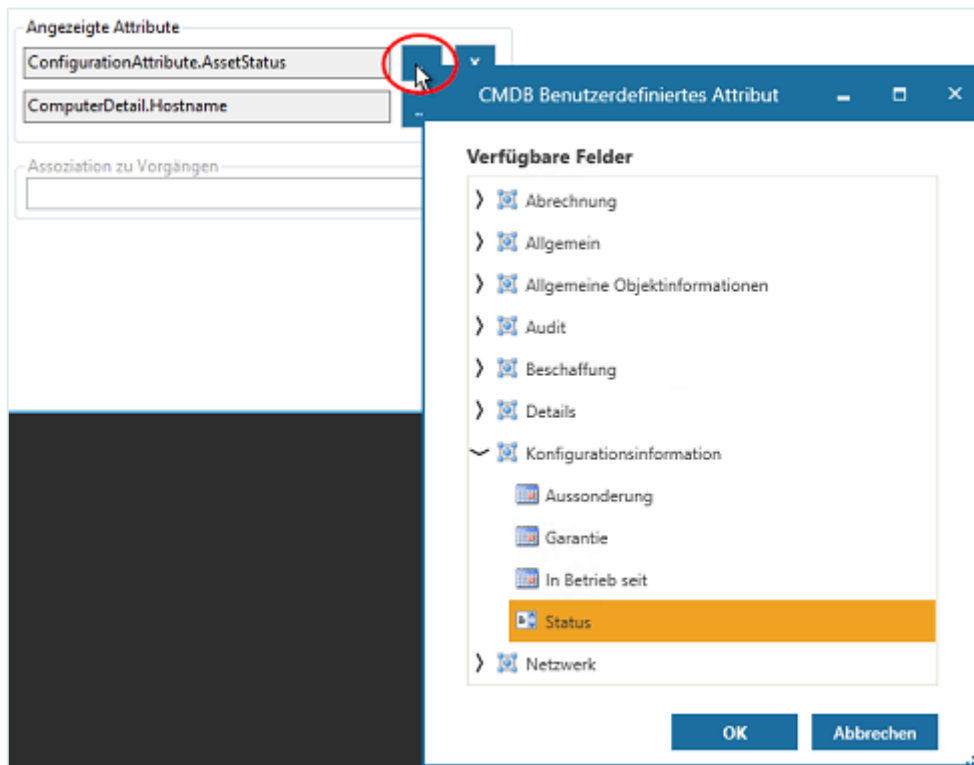 Angezeigte Attribute
ConfigurationAttribute.AssetStatus
x
ComputerDetail.Hostname
..
CMDB Benutzerdefiniertes Attribut
Assoziation zu Vorgängen
Verfügbare Felder
Abrechnung
Allgemein
Allgemeine Objektinformationen
Audit
Beschaffung
Details
Konfigurationsinformation
Aussonderung
Garantie
In Betrieb seit
Status
Netzwerk
OK
Abbrechen